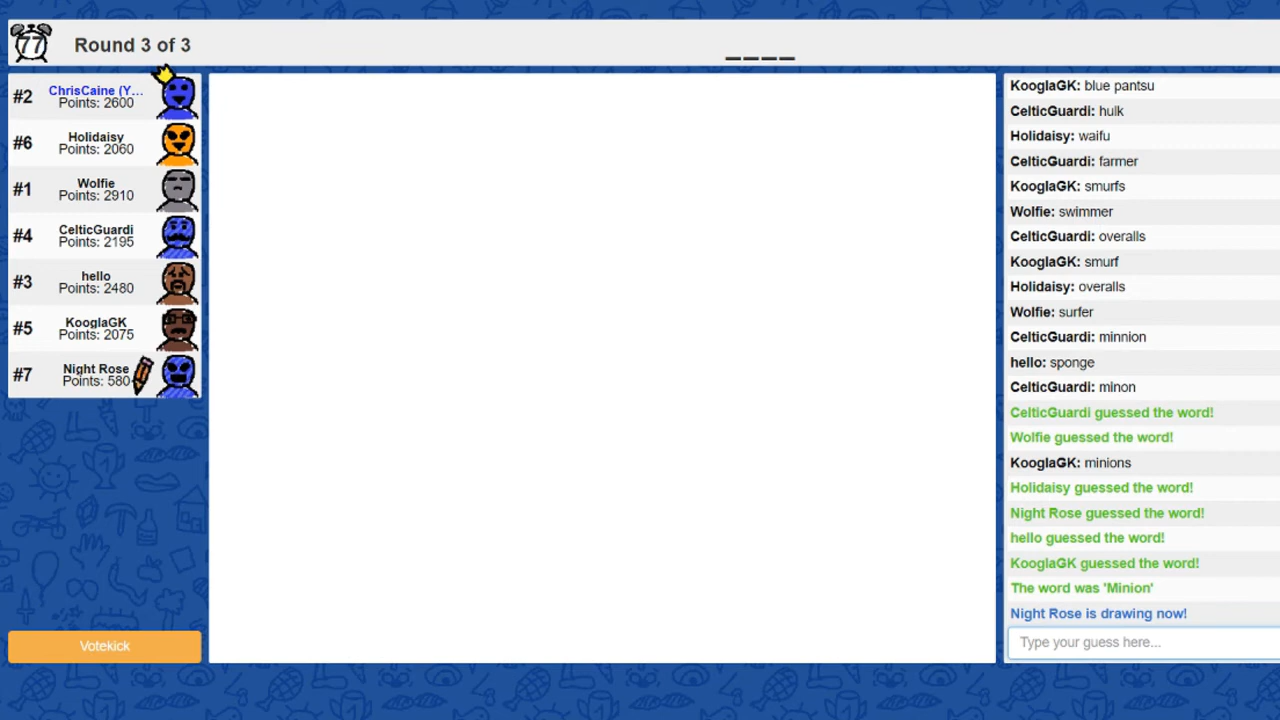 77
Round 3 of 3
____
#2
ChrisCaine (Y...
Points: 2600
#6
Holidaisy
Points: 2060
#1
Wolfie
Points: 2910
#4
CelticGuardi
Points: 2195
#3
hello
Points: 2480
#5
KooglaGK
Points: 2075
#7
Night Rose
Points: 580
Votekick
KooglaGK: blue pantsu
CelticGuardi: hulk
Holidaisy: waifu
CelticGuardi: farmer
KooglaGK: smurfs
Wolfie: swimmer
CelticGuardi: overalls
KooglaGK: smurf
Holidaisy: overalls
Wolfie: surfer
CelticGuardi: minnion
hello: sponge
CelticGuardi: minon
CelticGuardi guessed the word!
Wolfie guessed the word!
KooglaGK: minions
Holidaisy guessed the word!
Night Rose guessed the word!
hello guessed the word!
KooglaGK guessed the word!
The word was 'Minion'
Night Rose is drawing now!
Type your guess here...